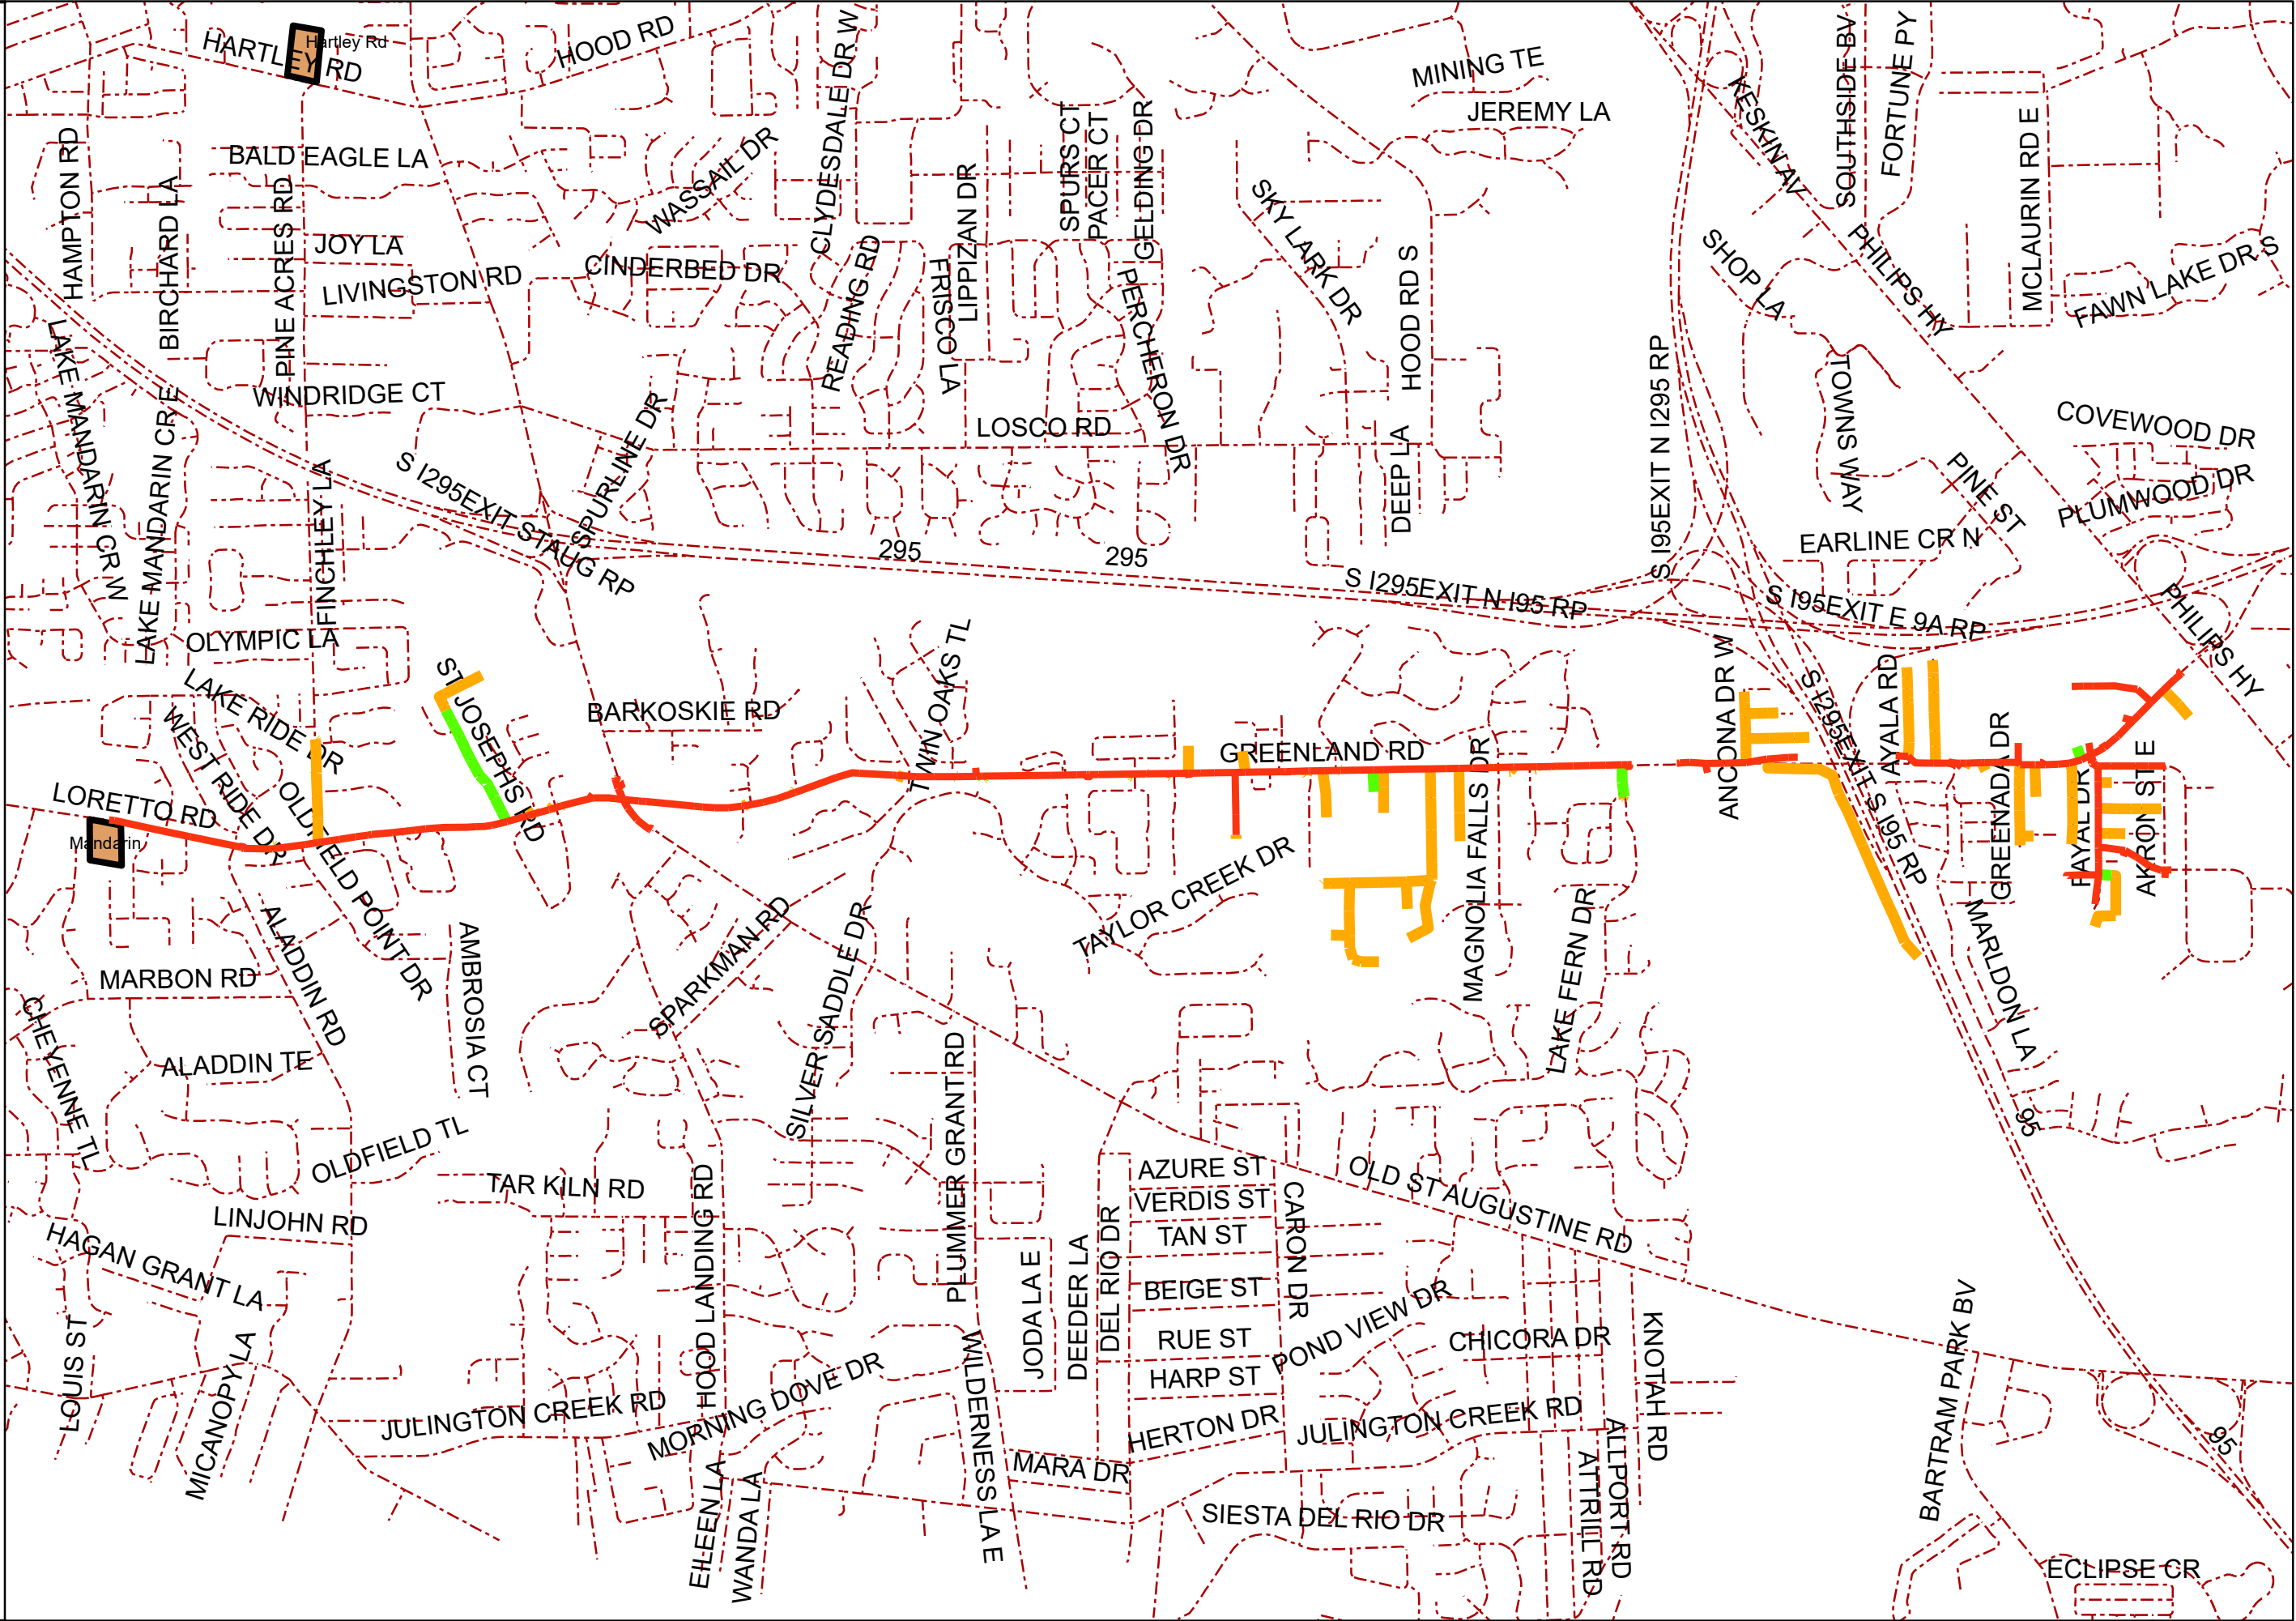 Hartley Rd
HARTLEY RD
HOOD RD
CLYDESDALE DR W
MINING TE
JEREMY LA
KESKIN AV
SOUTHSIDE BV
FORTUNE PY
MCLAURIN RD E
HAMPTON RD
BIRCHARD LA
BALD EAGLE LA
PINE ACRES RD
JOY LA
LIVINGSTON RD
WASSAIL DR
CINDERBED DR
READING RD
FRISCO LA
LIPPIZAN DR
SPURS CT
PACER CT
GELDING DR
PERCHERON DR
SKY LARK DR
HOOD RD S
SHOP LA
PHILIPS HY
FAWN LAKE DR S
LAKE MANDARIN CR W
LAKE MANDARIN CR E
WINDRIDGE CT
FINCHLEY LA
S I295EXIT STAUG RP
SPURLINE DR
LOSCO RD
DEEP LA
S I95EXIT N I295 RP
TOWNS WAY
COVEWOOD DR
PINE ST
PLUMWOOD DR
EARLINE CR N
295
295
S I295EXIT N I95 RP
S I95EXIT E 9A RP
PHILIPS HY
OLYMPIC LA
LAKE RIDE DR
WEST RIDE DR
ST JOSEPHS RD
BARKOSKIE RD
TWIN OAKS TL
GREENLAND RD
MAGNOLIA FALLS DR
ANCONA DR W
S I295EXIT S I95 RP
AYALA RD
GREENADA DR
FAYAL DR
AKRON ST E
LORETTO RD
Mandarin
OLDFIELD POINT DR
ALADDIN RD
AMBROSIA CT
MARBON RD
CHEYENNE TL
ALADDIN TE
OLDFIELD TL
SPARKMAN RD
SILVER SADDLE DR
TAYLOR CREEK DR
LAKE FERN DR
MARLDON LA
95
PLUMMER GRANT RD
TAR KILN RD
LINJOHN RD
HAGAN GRANT LA
HOOD LANDING RD
AZURE ST
VERDIS ST
TAN ST
BEIGE ST
RUE ST
HARP ST
CARON DR
OLD ST AUGUSTINE RD
JODA LA E
DEEDER LA
DEL RIO DR
POND VIEW DR
CHICORA DR
KNOTAH RD
BARTRAM PARK BV
LOUIS ST
MICANOPY LA
JULINGTON CREEK RD
MORNING DOVE DR
WILDERNESS LA E
HERTON DR
JULINGTON CREEK RD
MARA DR
SIESTA DEL RIO DR
EILEEN LA
WANDA LA
ATTRILL RD
ALLPORT RD
95
ECLIPSE CR